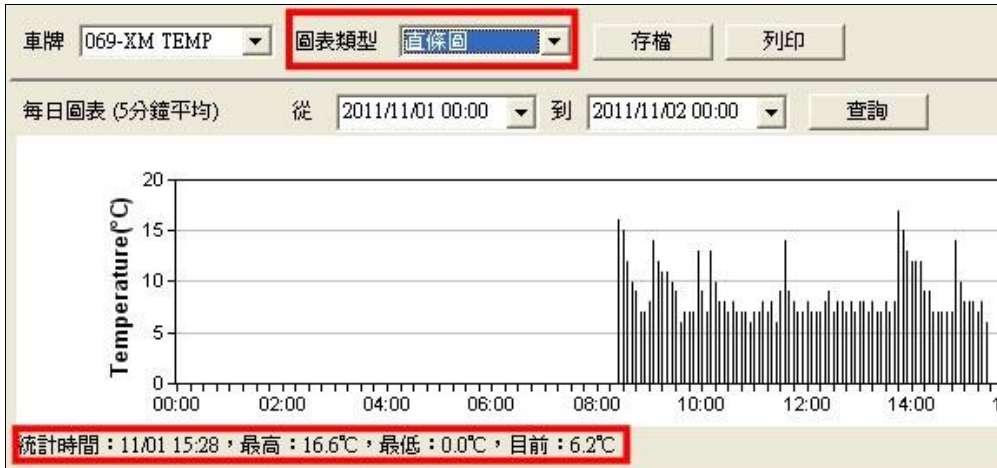 車牌 069-XM TEMP 圖表類型 直條圖 存檔 列印
每日圖表 (5分鐘平均) 從 2011/11/01 00:00 到 2011/11/02 00:00 查詢
Temperature(°C)
20
15
10
5
0
00:00 02:00 04:00 06:00 08:00 10:00 12:00 14:00
統計時間：11/01 15:28，最高：16.6℃，最低：0.0℃，目前：6.2℃